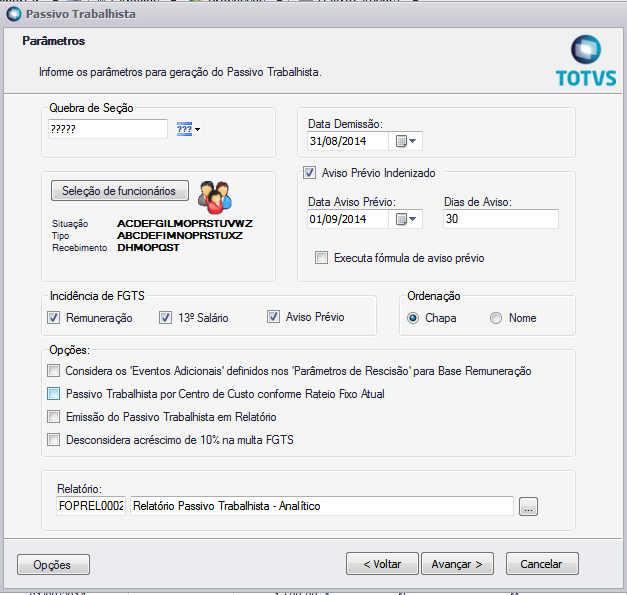 Passivo Trabalhista
Parâmetros
Informe os parâmetros para geração do Passivo Trabalhista.
TOTVS
Quebra de Seção
?????
???
Data Demissão:
31/08/2014
Seleção de funcionários
Situação ACDEFGILMOPRSTUVWZ
Tipo ABCDEFIMNOPRSTUXZ
Recebimento DHMOPQST
Aviso Prévio Indenizado
Data Aviso Prévio: Dias de Aviso:
01/09/2014 30
Executa fórmula de aviso prévio
Incidência de FGTS
Remuneração 13º Salário Aviso Prévio
Ordenação
Chapa Nome
Opções:
Considera os 'Eventos Adicionais' definidos nos 'Parâmetros de Rescisão' para Base Remuneração
Passivo Trabalhista por Centro de Custo conforme Rateio Fixo Atual
Emissão do Passivo Trabalhista em Relatório
Desconsidera acréscimo de 10% na multa FGTS
Relatório:
FOPREL0002 Relatório Passivo Trabalhista - Analítico ...
Opções < Voltar Avançar > Cancelar